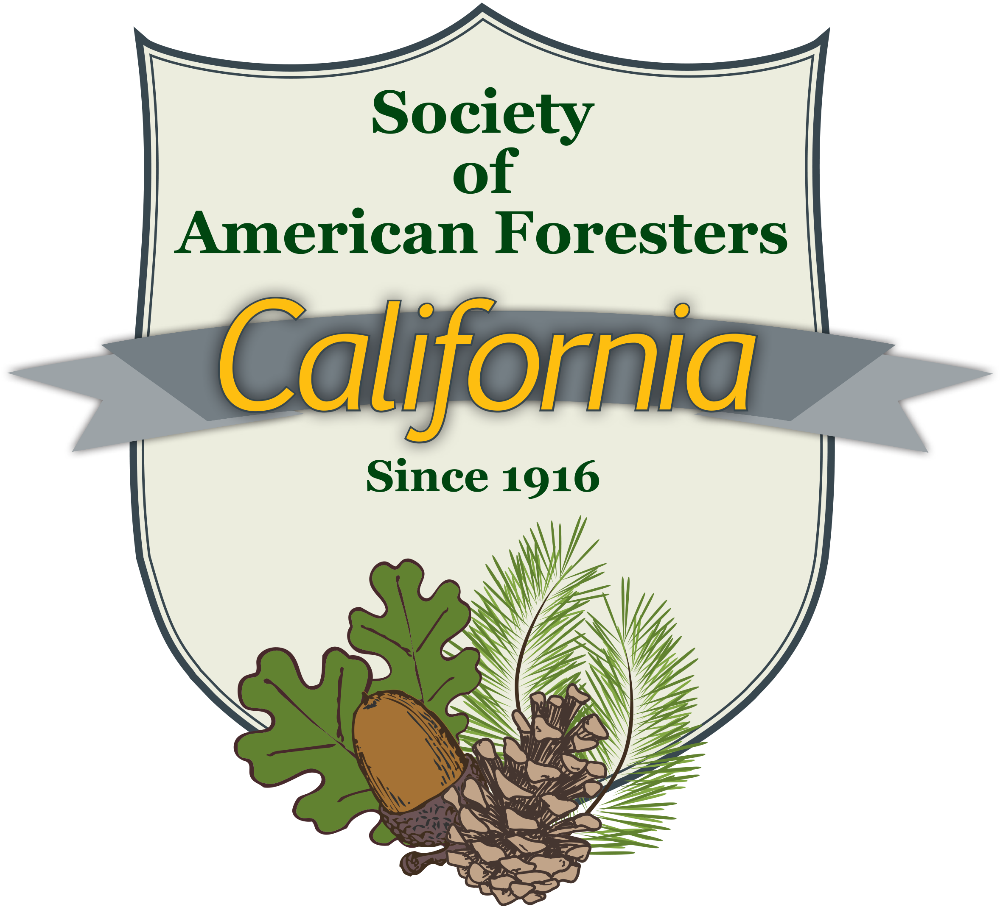 Society
of
American Foresters
California
Since 1916